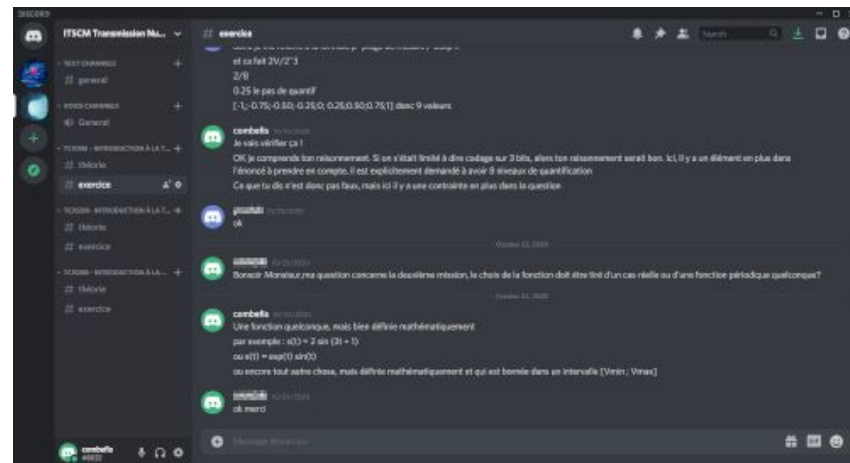 DISCORD
ITSCM Transmission Nu...
exercice
Search
TEXT CHANNELS
general
VOICE CHANNELS
General
théorie
exercice
théorie
exercice
théorie
exercice
et ca fait 2V/2^3
2/8
0.25 le pas de quantif
[-1;-0.75;-0.50;-0.25;0; 0.25;0.50;0.75;1] donc 9 valeurs
combefis
Je vais vérifier ça !
OK je comprends ton raisonnement. Si on s'était limité à dire codage sur 3 bits, alors ton raisonnement serait bon. Ici, il y a un élément en plus dans
l'énoncé à prendre en compte. Il est explicitement demandé à avoir 8 niveaux de quantification
Ce que tu dis n'est donc pas faux, mais ici il y a une contrainte en plus dans la question
ok
October 22, 2020
Bonsoir Monsieur,ma question concerne la deuxième mission, le choix de la fonction doit être tiré d'un cas réelle ou d'une fonction périodique quelconque?
combefis
Une fonction quelconque, mais bien définie mathématiquement
par exemple : s(t) = 2 sin (3t + 1)
ou s(t) = exp(t) sin(t)
ou encore tout autre chose, mais définie mathématiquement et qui est bornée dans un intervalle [Vmin ; Vmax]
ok merci
combefis
GIF